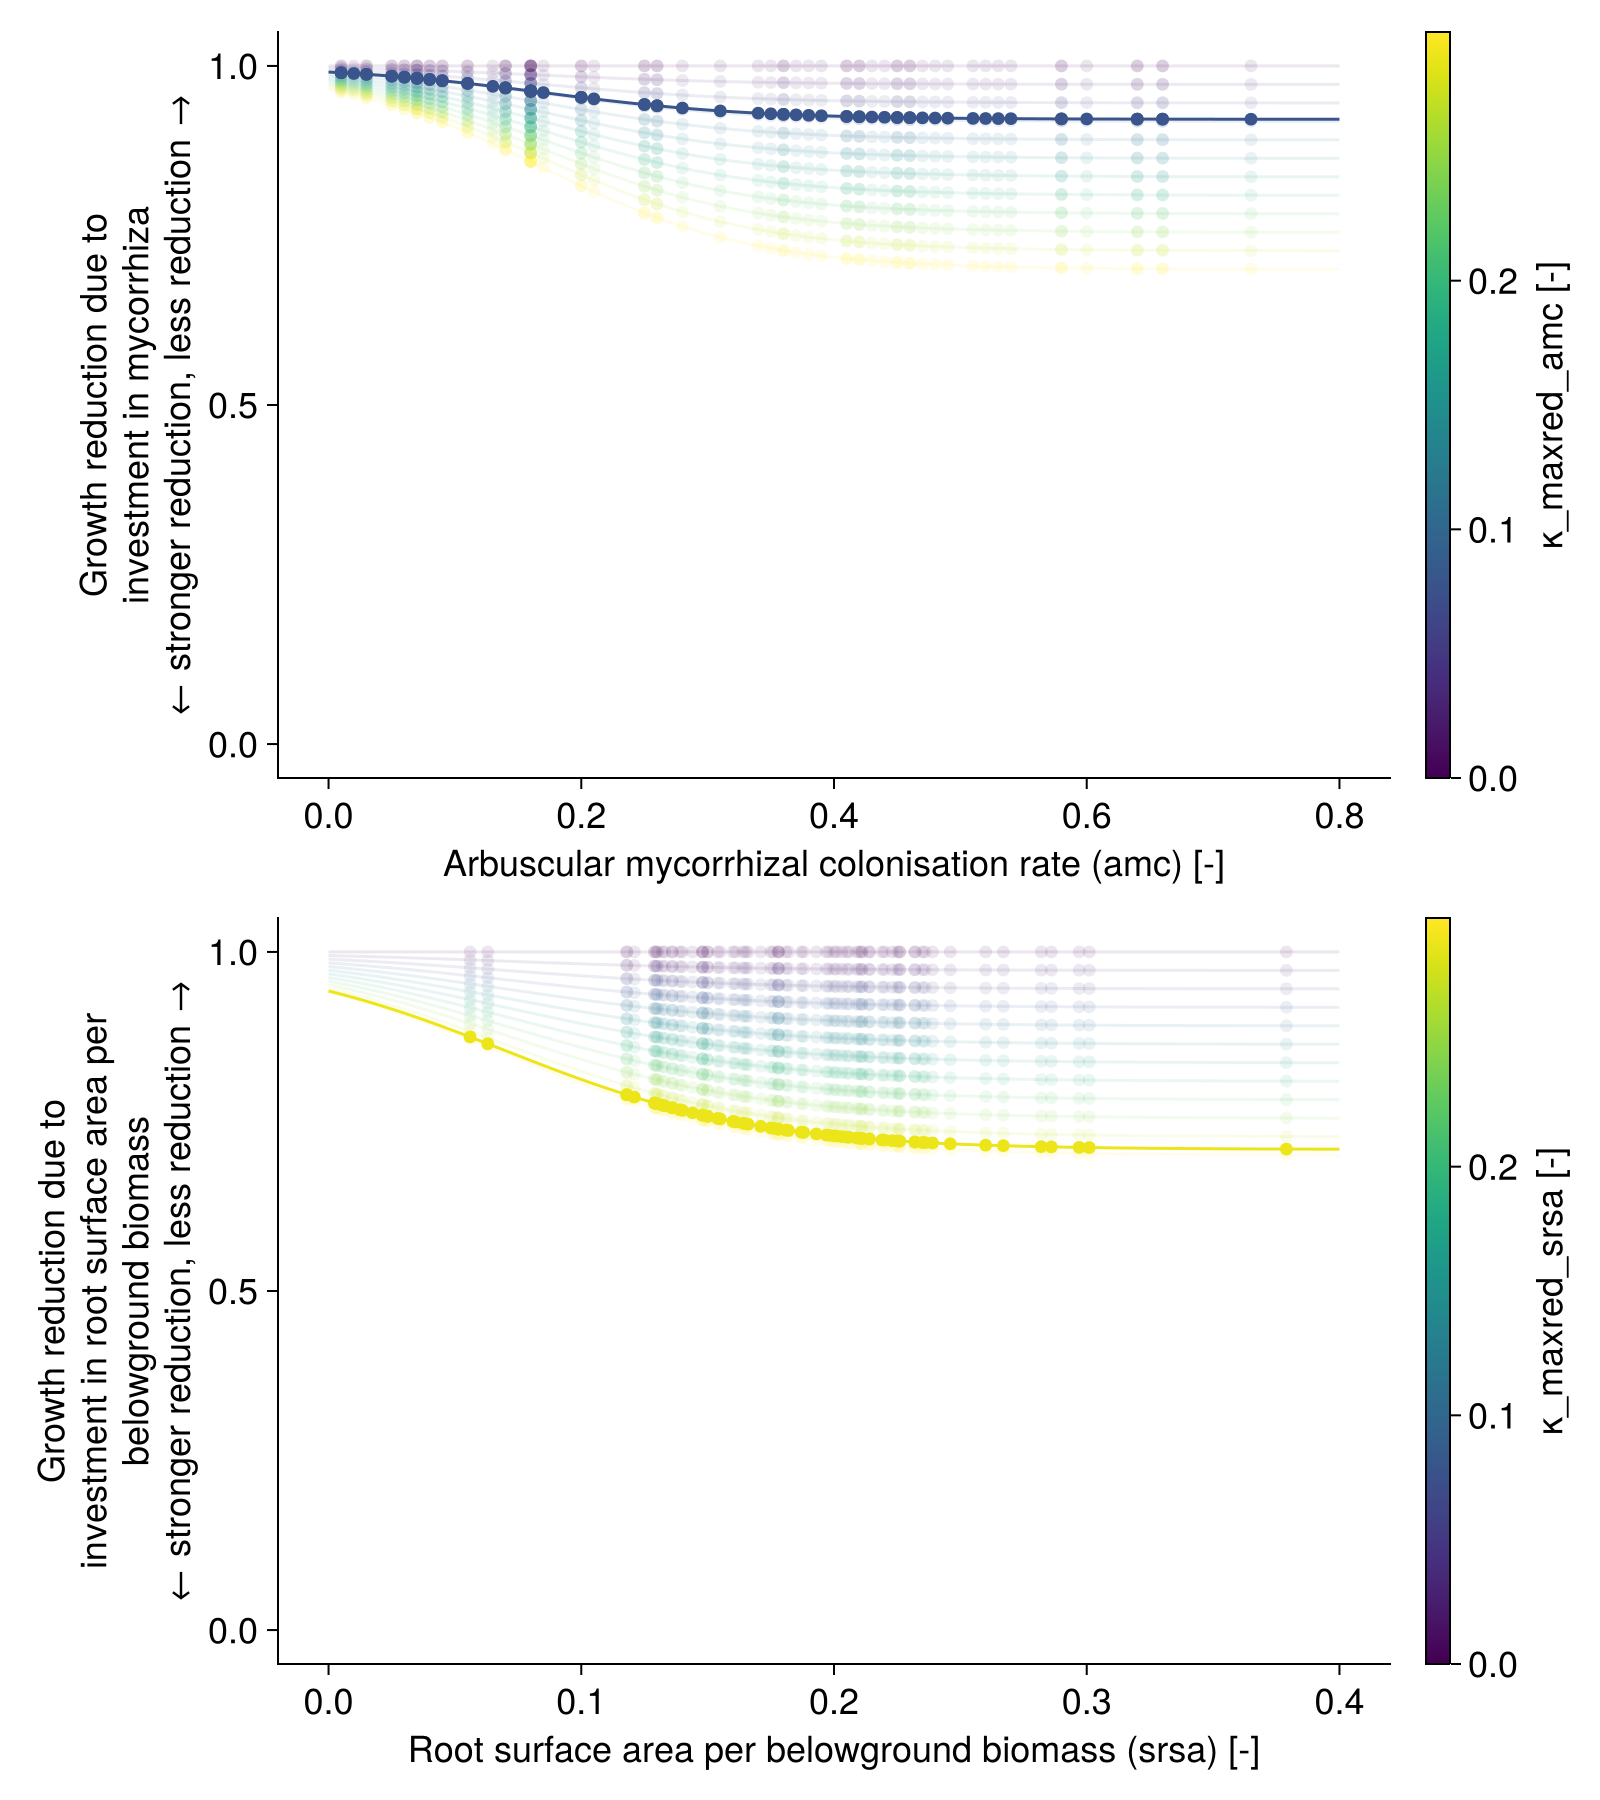 Growth reduction due to
investment in mycorrhiza
← stronger reduction, less reduction →
1.0
0.5
0.0
0.0
0.2
0.4
0.6
0.8
Arbuscular mycorrhizal colonisation rate (amc) [-]
0.2
0.1
0.0
κ_maxred_amc [-]
Growth reduction due to
investment in root surface area per
belowground biomass
← stronger reduction, less reduction →
1.0
0.5
0.0
0.0
0.1
0.2
0.3
0.4
Root surface area per belowground biomass (srsa) [-]
0.2
0.1
0.0
κ_maxred_srsa [-]